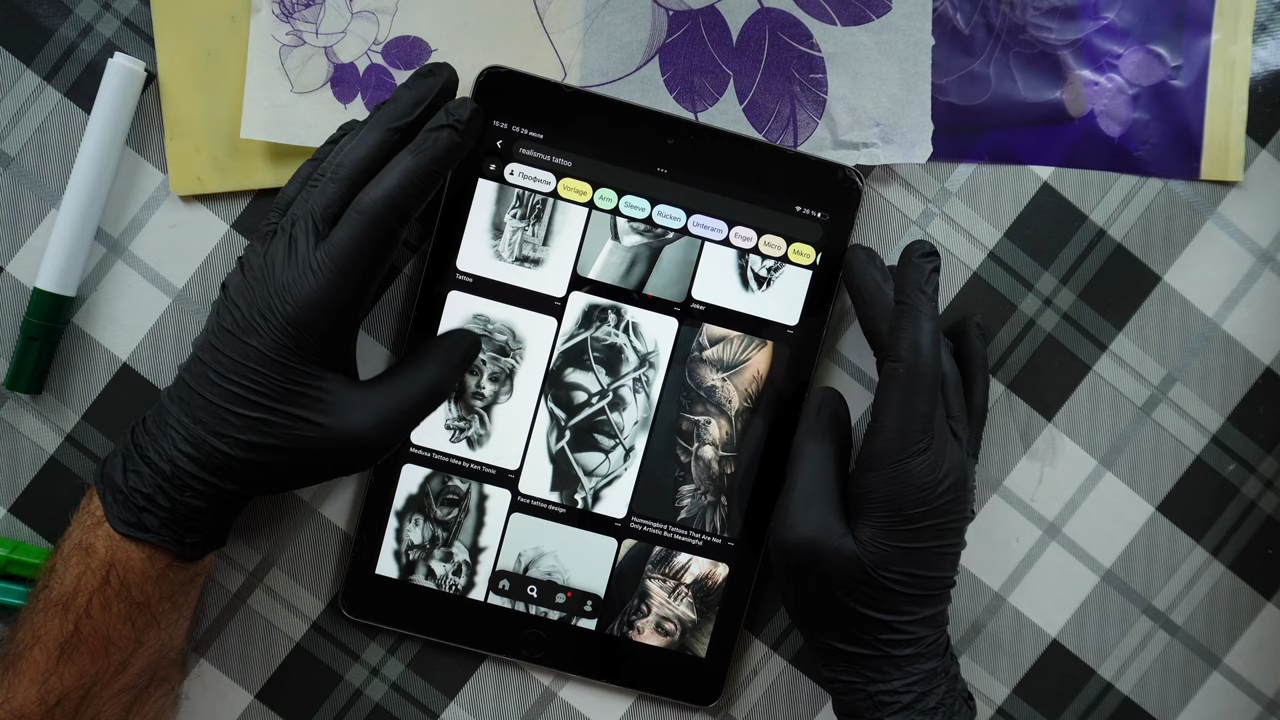 15:25 Сб 29 июля
26 %
realismus tattoo
Профили
Vorlage
Arm
Sleeve
Rücken
Unterarm
Engel
Micro
Mikro
Tattoo
Joker
Medusa Tattoo Idea by Ken Tonic
Face tattoo design
Hummingbird Tattoos That Are Not
Only Artistic But Meaningful